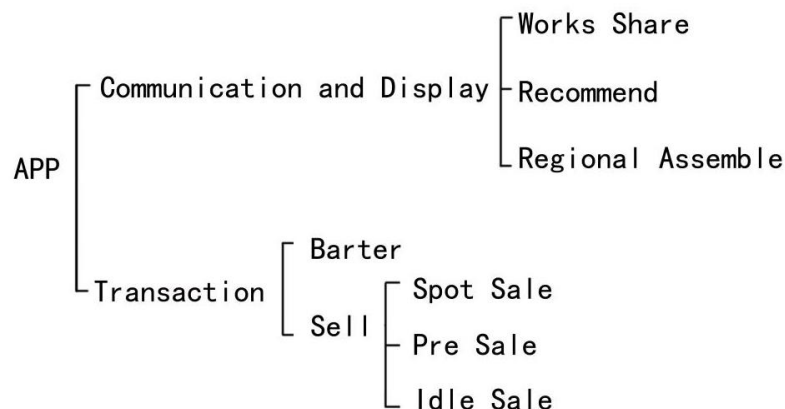 Works Share
Communication and Display
Recommend
Regional Assemble
APP
Barter
Transaction
Spot Sale
Sell
Pre Sale
Idle Sale